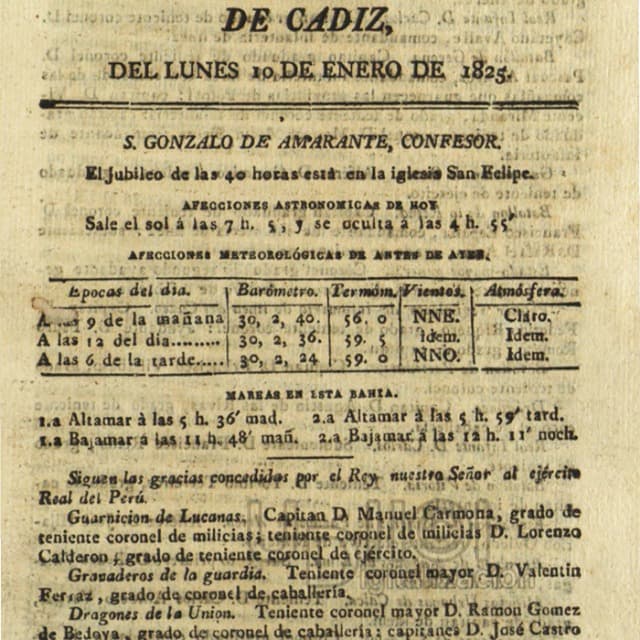 DE CADIZ,
DEL LUNES 10 DE ENERO DE 1825.
S. GONZALO DE AMARANTE, CONFESOR.
El Jubileo de las 40 horas está en la iglesia San Felipe.
AFECCIONES ASTRONOMICAS DE HOY
Sale el sol á las 7 h. 5, y se oculta á las 4 h. 55'
AFECCIONES METEOROLÓGICAS DE ANTES DE AYER.
Epocas del dia. Barómetro. Termóm. Vientos. Atmósfera.
A las 9 de la mañana 30, 2, 40. 56. 0 NNE. Claro.
A las 12 del dia......... 30, 2, 36. 59. 5 Idem. Idem.
A las 6 de la tarde..... 30, 2, 24 59. 0 NNO. Idem.
MAREAS EN ESTA BAHIA.
1.a Altamar à las 5 h. 36' mad. 2.a Altamar á las 5 h. 59' tard.
1.a Bajamar à las 11 h. 48' mañ. 2.a Bajamar á las 12 h. 11' noch.
Siguen las gracias concedidas por el Rey nuestro Señor al ejército
Real del Perú.
Guarnicion de Lucanas. Capitan D. Manuel Carmona, grado de
teniente coronel de milicias; teniente coronel de milicias D. Lorenzo
Calderon, grado de teniente coronel de ejército.
Granaderos de la guardia. Teniente coronel mayor D. Valentin
Ferraz, grado de coronel de caballería.
Dragones de la Union. Teniente coronel mayor D. Ramon Gomez
de Bedoya, grado de coronel de caballería; capitanes D. José Castro